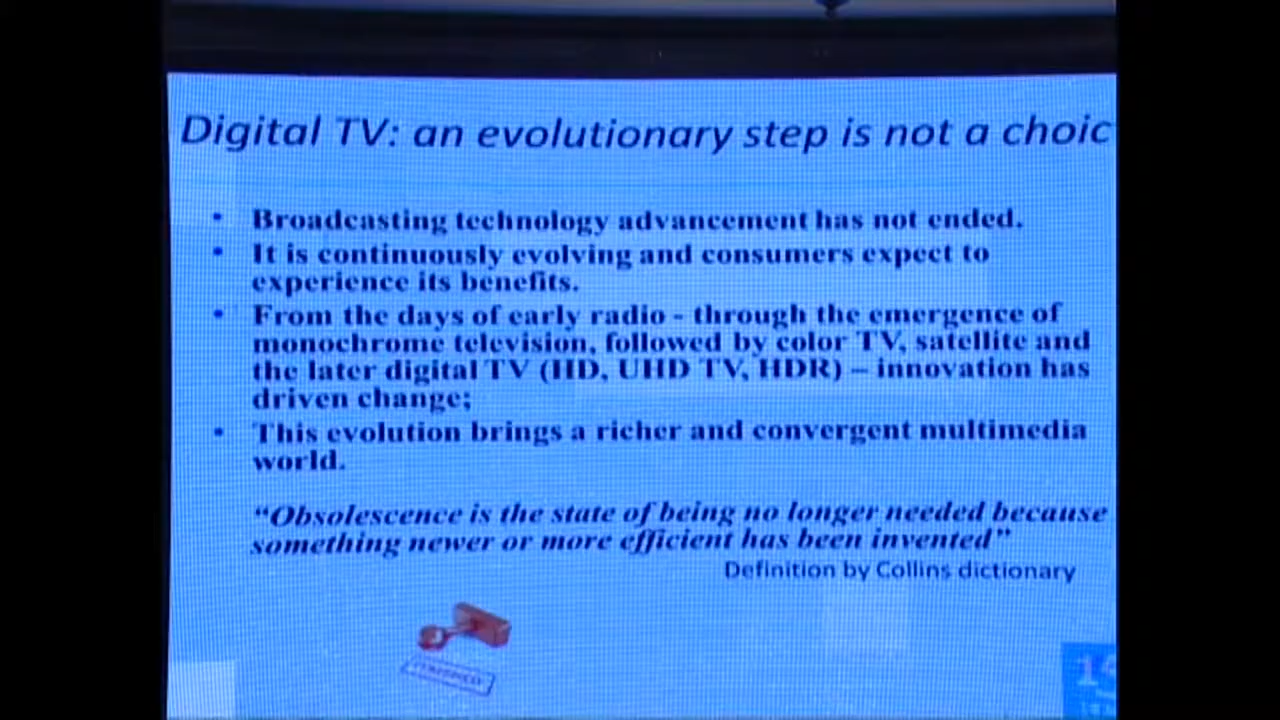 Digital TV: an evolutionary step is not a choic
• Broadcasting technology advancement has not ended.
• It is continuously evolving and consumers expect to
experience its benefits.
• From the days of early radio - through the emergence of
monochrome television, followed by color TV, satellite and
the later digital TV (HD, UHD TV, HDR) – innovation has
driven change;
• This evolution brings a richer and convergent multimedia
world.
“Obsolescence is the state of being no longer needed because
something newer or more efficient has been invented”
Definition by Collins dictionary